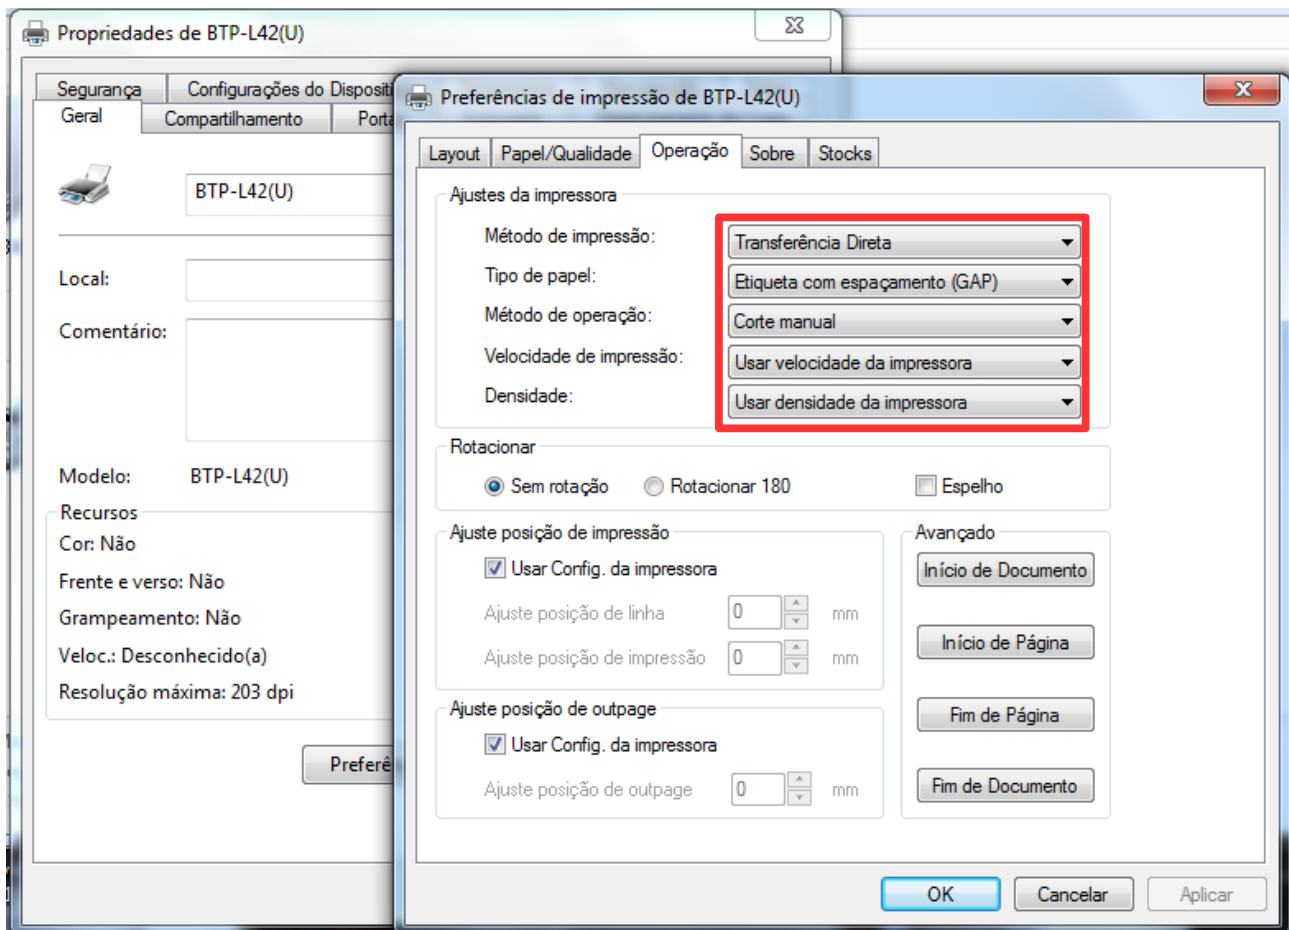 Propriedades de BTP-L42(U)
Segurança
Configurações do Dispositi
Geral
Compartilhamento
Porta
BTP-L42(U)
Local:
Comentário:
Modelo: BTP-L42(U)
Recursos
Cor: Não
Frente e verso: Não
Grampeamento: Não
Veloc.: Desconhecido(a)
Resolução máxima: 203 dpi
Preferê
Preferências de impressão de BTP-L42(U)
Layout Papel/Qualidade Operação Sobre Stocks
Ajustes da impressora
Método de impressão: Transferência Direta
Tipo de papel: Etiqueta com espaçamento (GAP)
Método de operação: Corte manual
Velocidade de impressão: Usar velocidade da impressora
Densidade: Usar densidade da impressora
Rotacionar
Sem rotação Rotacionar 180 Espelho
Ajuste posição de impressão
Usar Config. da impressora
Ajuste posição de linha 0 mm
Ajuste posição de impressão 0 mm
Ajuste posição de outpage
Usar Config. da impressora
Ajuste posição de outpage 0 mm
Avançado
Início de Documento
Início de Página
Fim de Página
Fim de Documento
OK Cancelar Aplicar